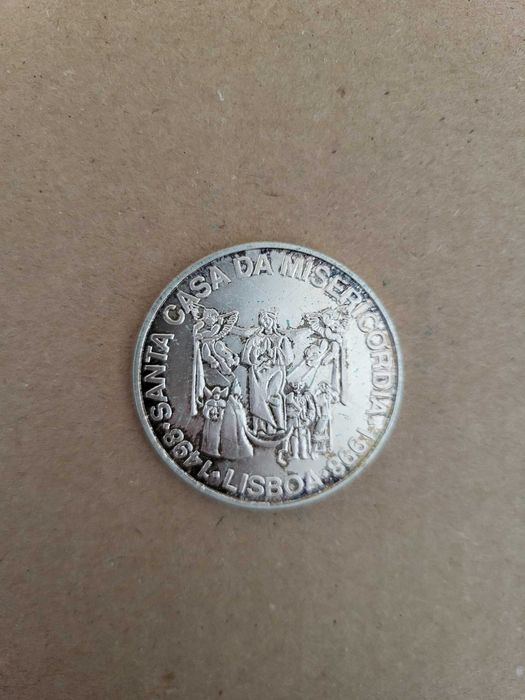 SANTA CASA DA MISERICORDIA · 1998
1498 · LISBOA ·